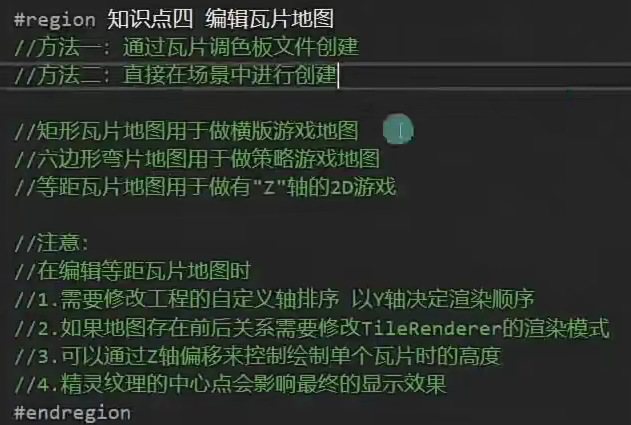 #region 知识点四 编辑瓦片地图
//方法一：通过瓦片调色板文件创建
//方法二：直接在场景中进行创建
//矩形瓦片地图用于做横版游戏地图
//六边形弯片地图用于做策略游戏地图
//等距瓦片地图用于做有"Z"轴的2D游戏
//注意：
//在编辑等距瓦片地图时
//1.需要修改工程的自定义轴排序 以Y轴决定渲染顺序
//2.如果地图存在前后关系需要修改TileRenderer的渲染模式
//3.可以通过Z轴偏移来控制绘制单个瓦片时的高度
//4.精灵纹理的中心点会影响最终的显示效果
#endregion